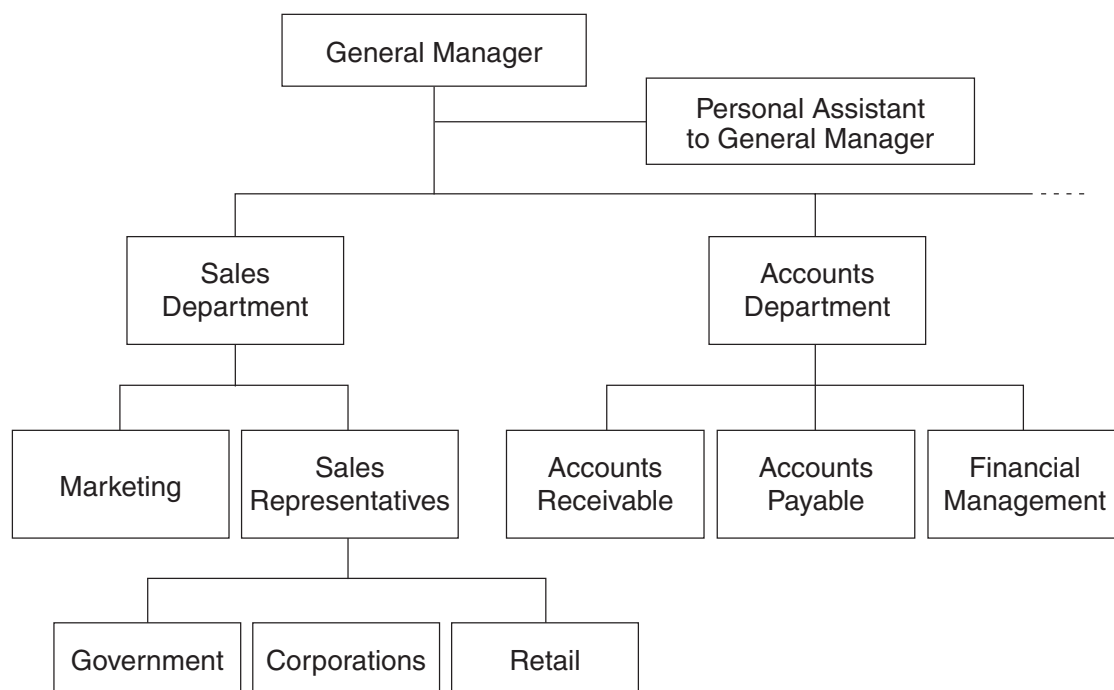 General Manager
Personal Assistant
to General Manager
Sales
Department
Accounts
Department
Marketing
Sales
Representatives
Accounts
Receivable
Accounts
Payable
Financial
Management
Government
Corporations
Retail